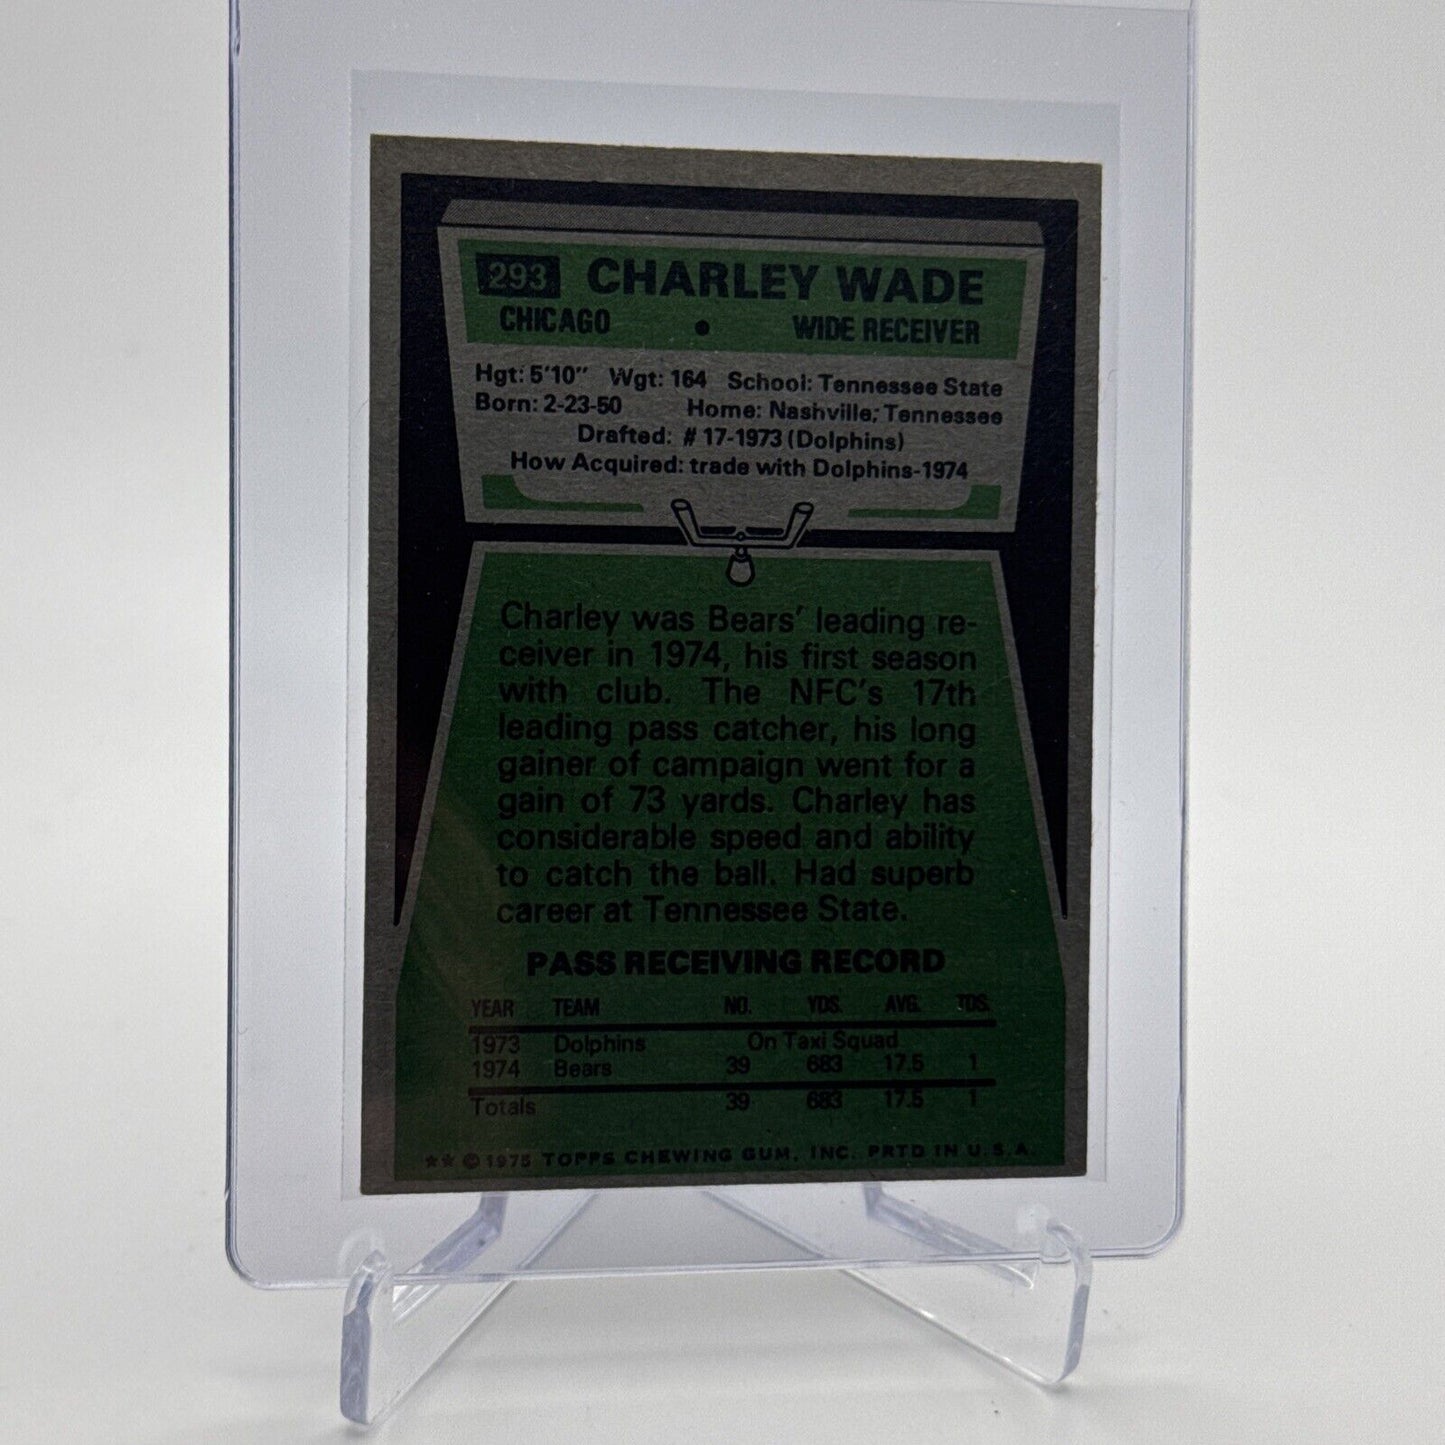 293 CHARLEY WADE
CHICAGO • WIDE RECEIVER
Hgt: 5'10" Wgt: 164 School: Tennessee State
Born: 2-23-50 Home: Nashville, Tennessee
Drafted: # 17-1973 (Dolphins)
How Acquired: trade with Dolphins-1974
Charley was Bears' leading re-
ceiver in 1974, his first season
with club. The NFC's 17th
leading pass catcher, his long
gainer of campaign went for a
gain of 73 yards. Charley has
considerable speed and ability
to catch the ball. Had superb
career at Tennessee State.
PASS RECEIVING RECORD
YEAR TEAM NO. YDS. AVG. TDS.
1973 Dolphins On Taxi Squad
1974 Bears 39 683 17.5 1
Totals 39 683 17.5 1
** © 1975 TOPPS CHEWING GUM, INC. PRTD IN U.S.A.